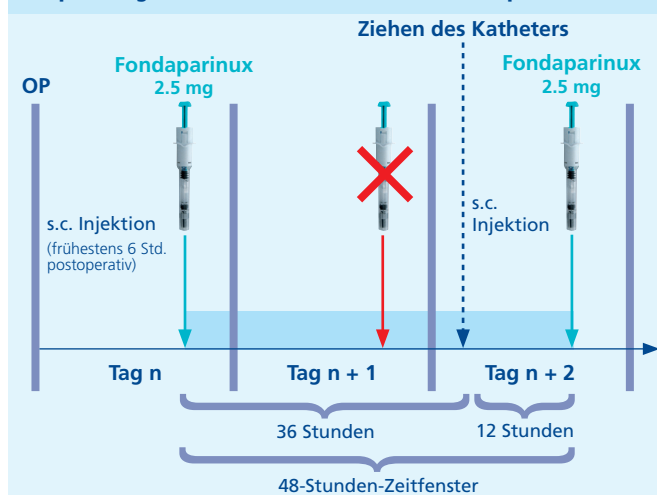 Ziehen des Katheters
Fondaparinux
2.5 mg
Fondaparinux
2.5 mg
OP
s.c. Injektion
(frühestens 6 Std.
postoperativ)
s.c.
Injektion
Tag n
Tag n + 1
Tag n + 2
36 Stunden
12 Stunden
48-Stunden-Zeitfenster